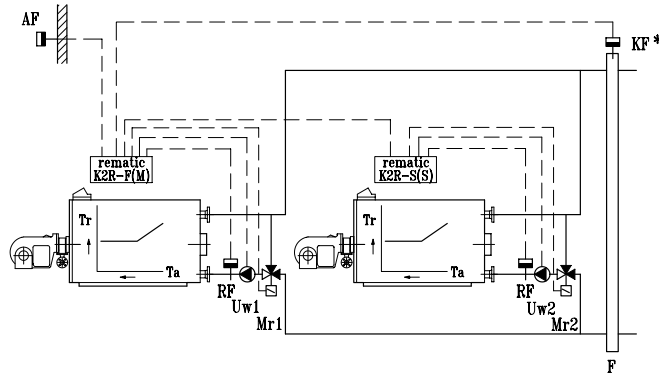 AF
KF*
rematic
K2R-F(M)
rematic
K2R-S(S)
Tr
Ta
Tr
Ta
RF
Uw1
Mr1
RF
Uw2
Mr2
F